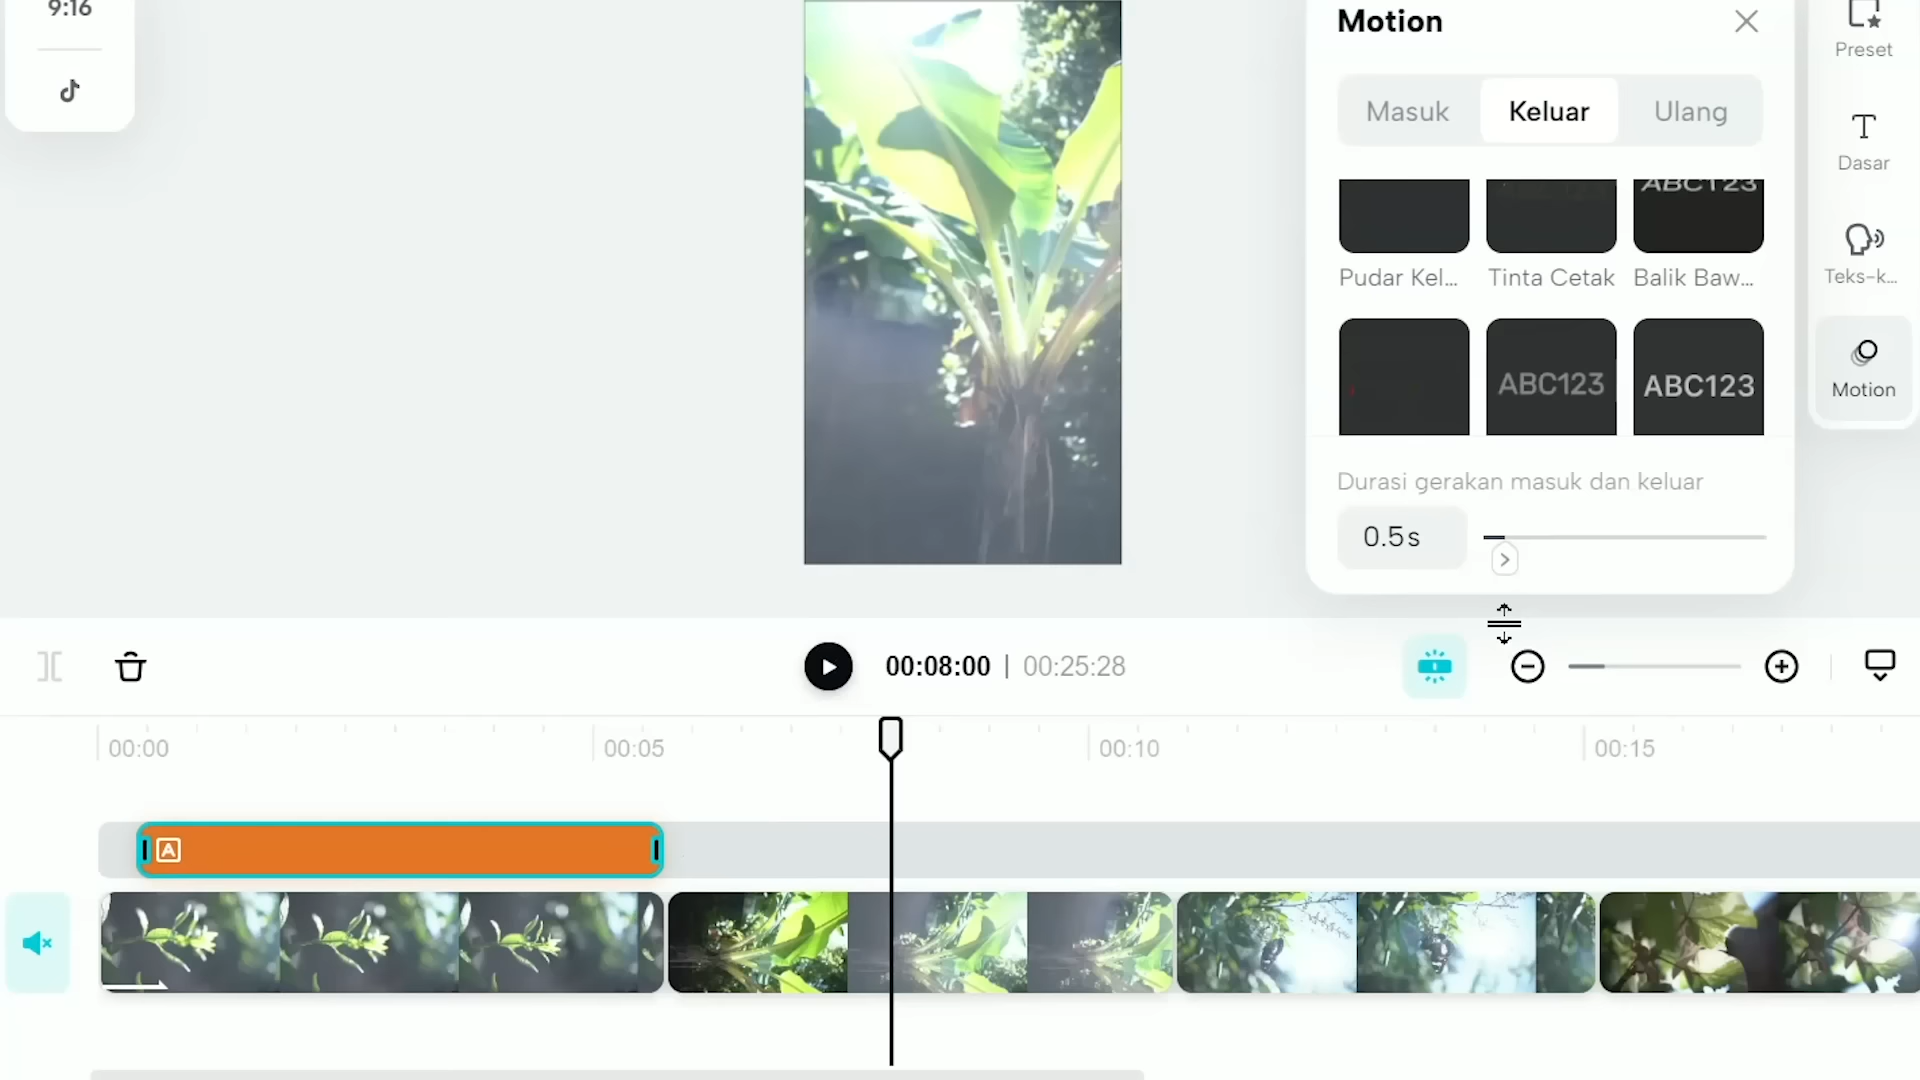 9:16
Motion
Masuk
Keluar
Ulang
ABC123
Pudar Kel...
Tinta Cetak
Balik Baw...
ABC123
ABC123
Durasi gerakan masuk dan keluar
0.5s
Preset
Dasar
Teks-k...
Motion
00:08:00 | 00:25:28
00:00
00:05
00:10
00:15